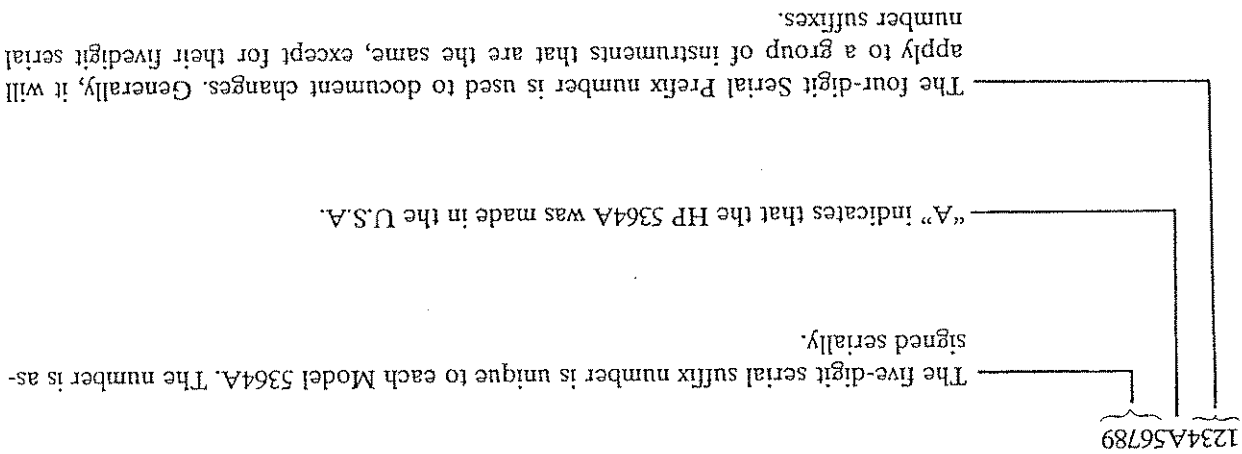 1234A56789
The five-digit serial suffix number is unique to each Model 5364A. The number is as-
signed serially.
"A" indicates that the HP 5364A was made in the U.S.A.
The four-digit Serial Prefix number is used to document changes. Generally, it will
apply to a group of instruments that are the same, except for their fivedigit serial
number suffixes.